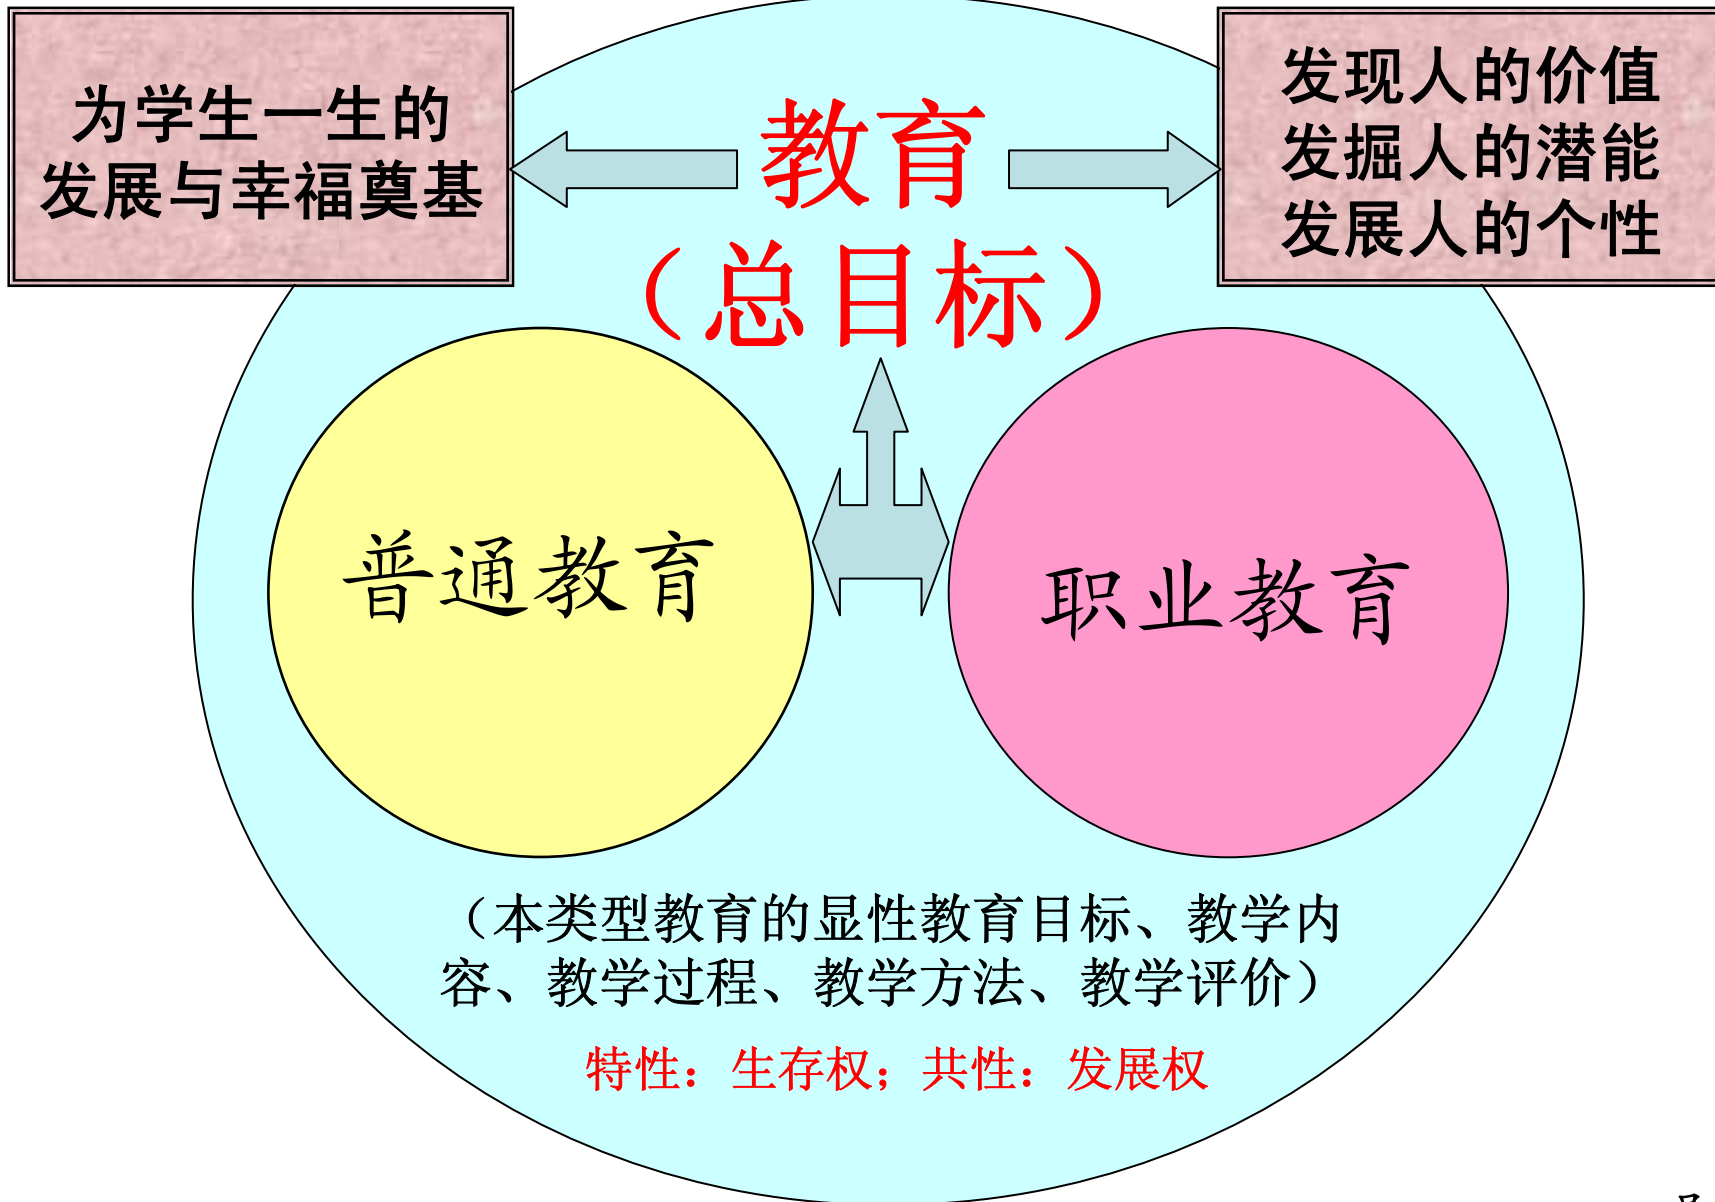 为学生一生的
发展与幸福奠基
发现人的价值
发掘人的潜能
发展人的个性
教育
（总目标）
普通教育
职业教育
（本类型教育的显性教育目标、教学内
容、教学过程、教学方法、教学评价）
特性：生存权；共性：发展权